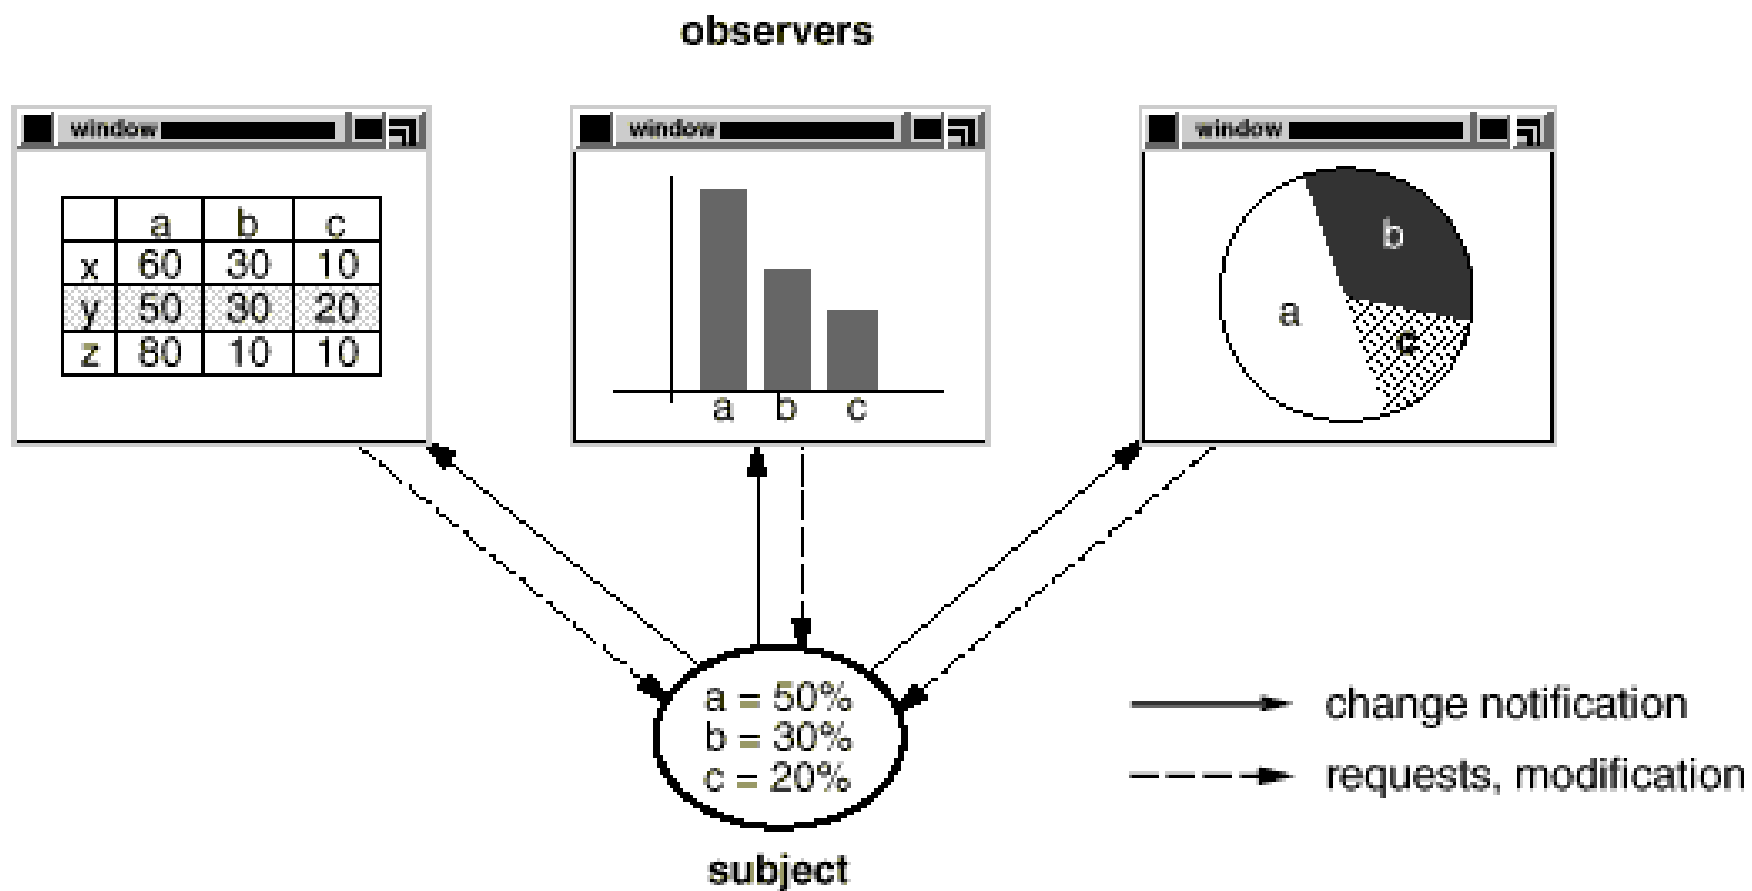 observers
window
a b c
x 60 30 10
y 50 30 20
z 80 10 10
window
a b c
window
b
a
c
a = 50%
b = 30%
c = 20%
subject
change notification
requests, modification